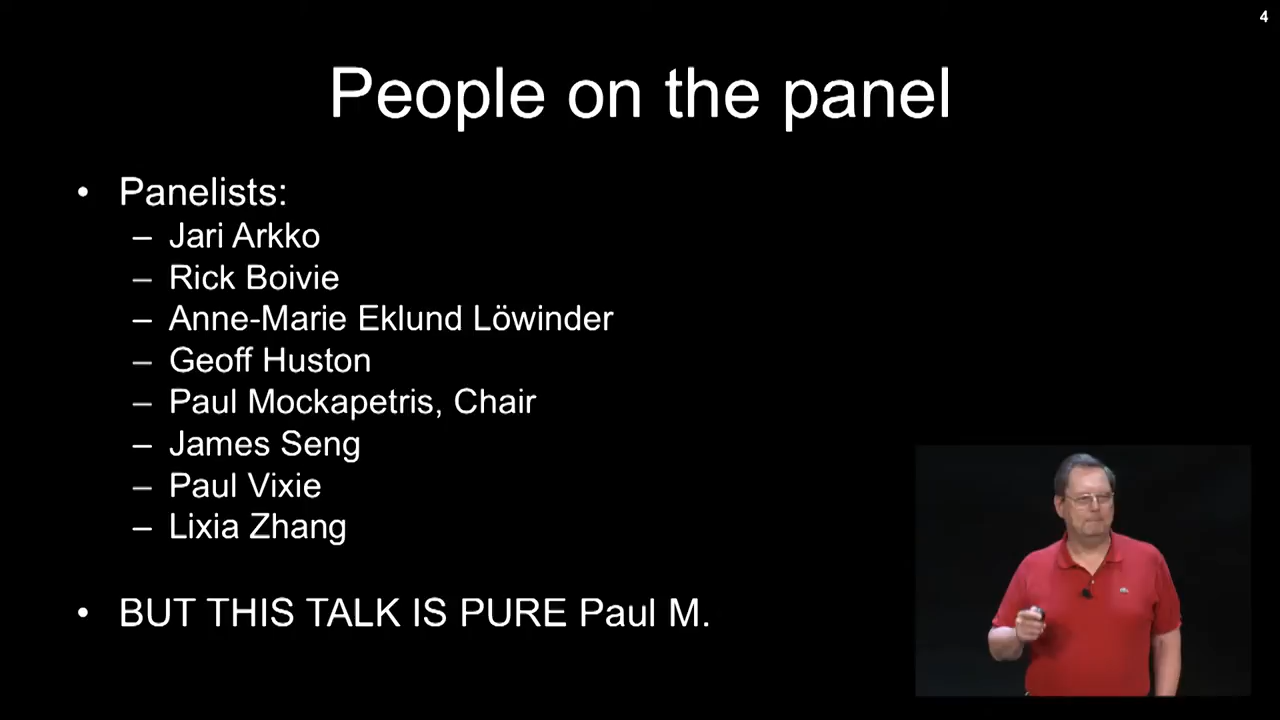 4
People on the panel
• Panelists:
– Jari Arkko
– Rick Boivie
– Anne-Marie Eklund Löwinder
– Geoff Huston
– Paul Mockapetris, Chair
– James Seng
– Paul Vixie
– Lixia Zhang
• BUT THIS TALK IS PURE Paul M.